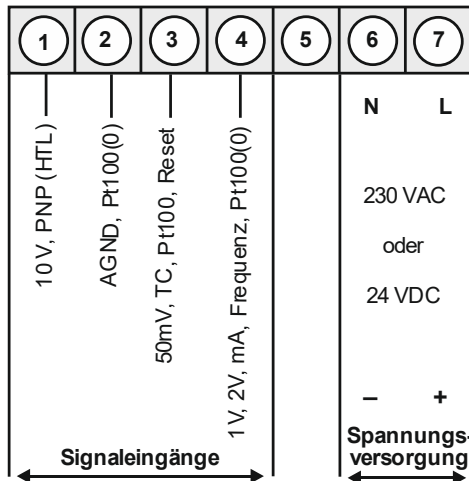 1 2 3 4 5 6 7
10 V, PNP (HTL)
AGND, Pt100(0)
50mV, TC, Pt100, Reset
1 V, 2V, mA, Frequenz, Pt100(0)
N L
230 VAC
oder
24 VDC
– +
Signaleingänge
Spannungs-
versorgung